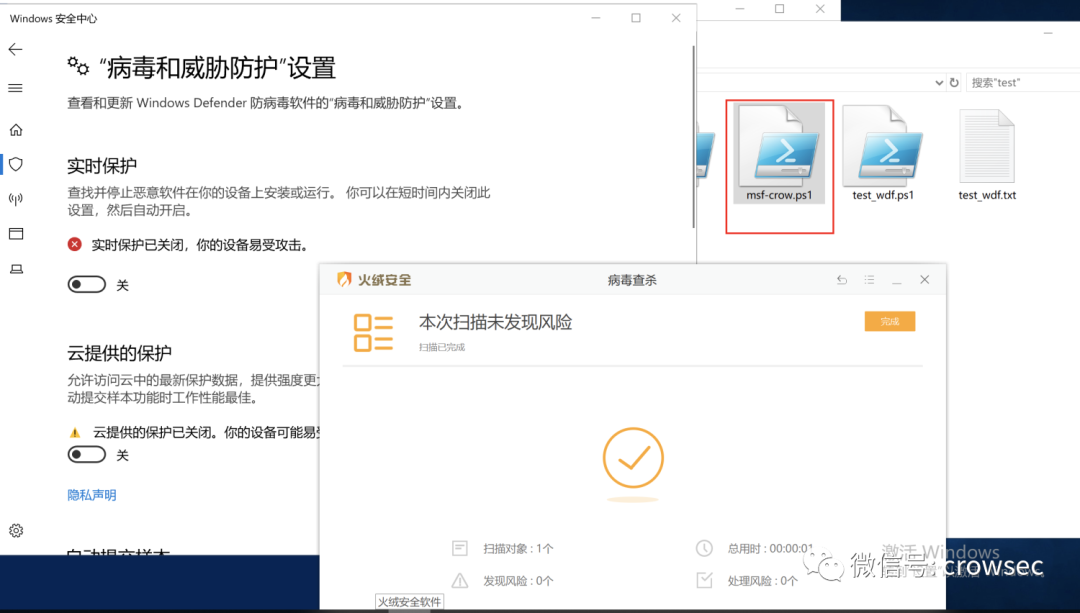 Windows 安全中心
“病毒和威胁防护”设置
查看和更新 Windows Defender 防病毒软件的“病毒和威胁防护”设置。
实时保护
查找并停止恶意软件在你的设备上安装或运行。 你可以在短时间内关闭此
设置，然后自动开启。
实时保护已关闭，你的设备易受攻击。
关
云提供的保护
允许访问云中的最新保护数据，提供强度更
动提交样本功能时工作性能最佳。
云提供的保护已关闭。你的设备可能易
关
隐私声明
自动提交样本
搜索"test"
msf-crow.ps1
test_wdf.ps1
test_wdf.txt
火绒安全
病毒查杀
本次扫描未发现风险
扫描已完成
完成
扫描对象 : 1个
总用时 : 00:00:01
发现风险 : 0个
处理风险 : 0个
火绒安全软件
激活 Windows
微信号: crowsec